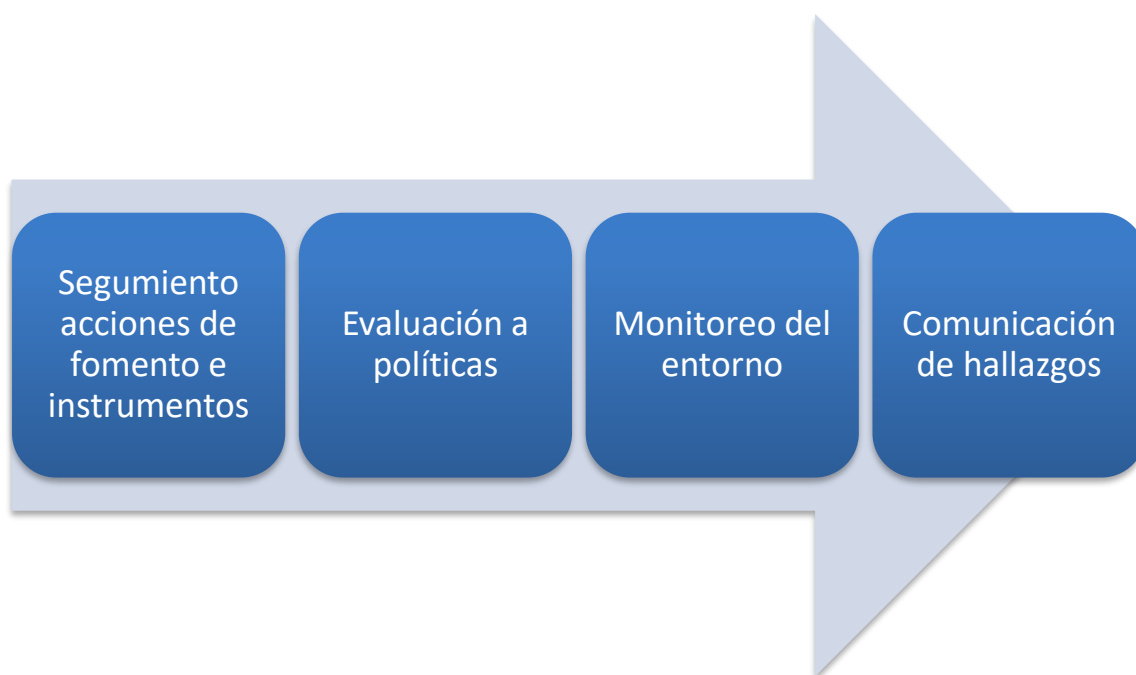 Segumiento
acciones de
fomento e
instrumentos
Evaluación a
políticas
Monitoreo del
entorno
Comunicación
de hallazgos